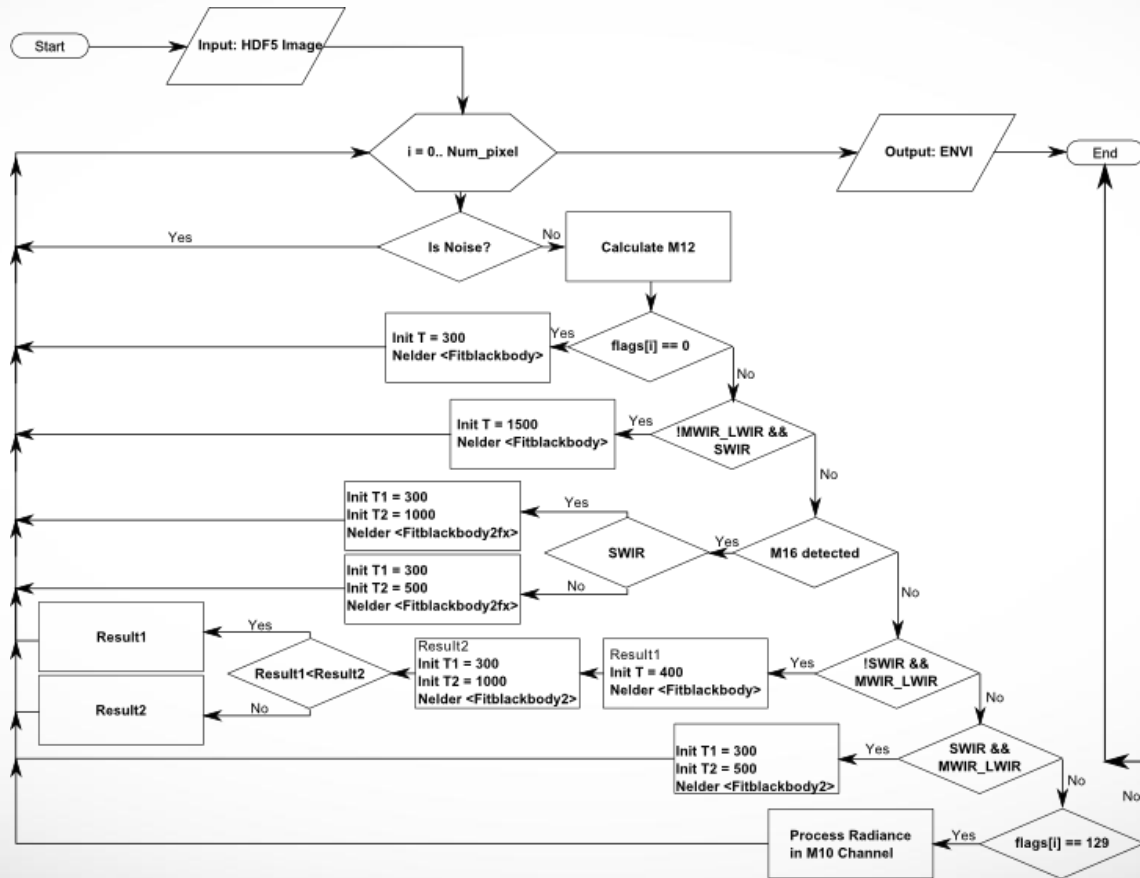 Start
Input: HDF5 Image
i = 0.. Num_pixel
Output: ENVI
End
Yes
Is Noise?
No
Calculate M12
Init T = 300
Nelder <Fitblackbody>
Yes
flags[i] == 0
No
Init T = 1500
Nelder <Fitblackbody>
Yes
!MWIR_LWIR &&
SWIR
No
Init T1 = 300
Init T2 = 1000
Nelder <Fitblackbody2fx>
Yes
SWIR
Yes
M16 detected
Init T1 = 300
Init T2 = 500
Nelder <Fitblackbody2fx>
No
No
Result1
Yes
Result1<Result2
Result2
No
Result2
Init T1 = 300
Init T2 = 1000
Nelder <Fitblackbody2>
Result1
Init T = 400
Nelder <Fitblackbody>
Yes
!SWIR &&
MWIR_LWIR
No
Init T1 = 300
Init T2 = 500
Nelder <Fitblackbody2>
Yes
SWIR &&
MWIR_LWIR
No
No
Process Radiance
in M10 Channel
Yes
flags[i] == 129